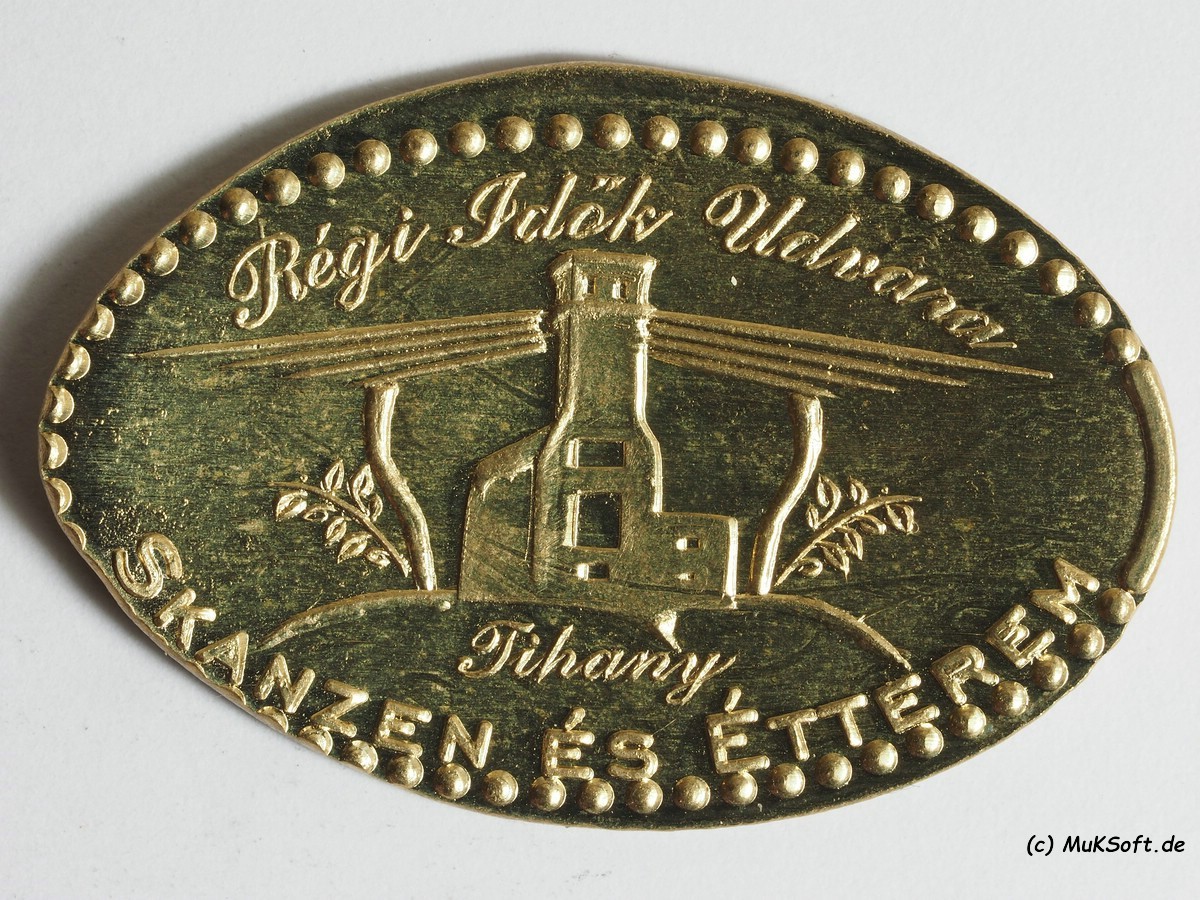 Régi Idők Udvara
Tihany
SKANZEN ÉS ÉTTEREM
(c) MuKSoft.de